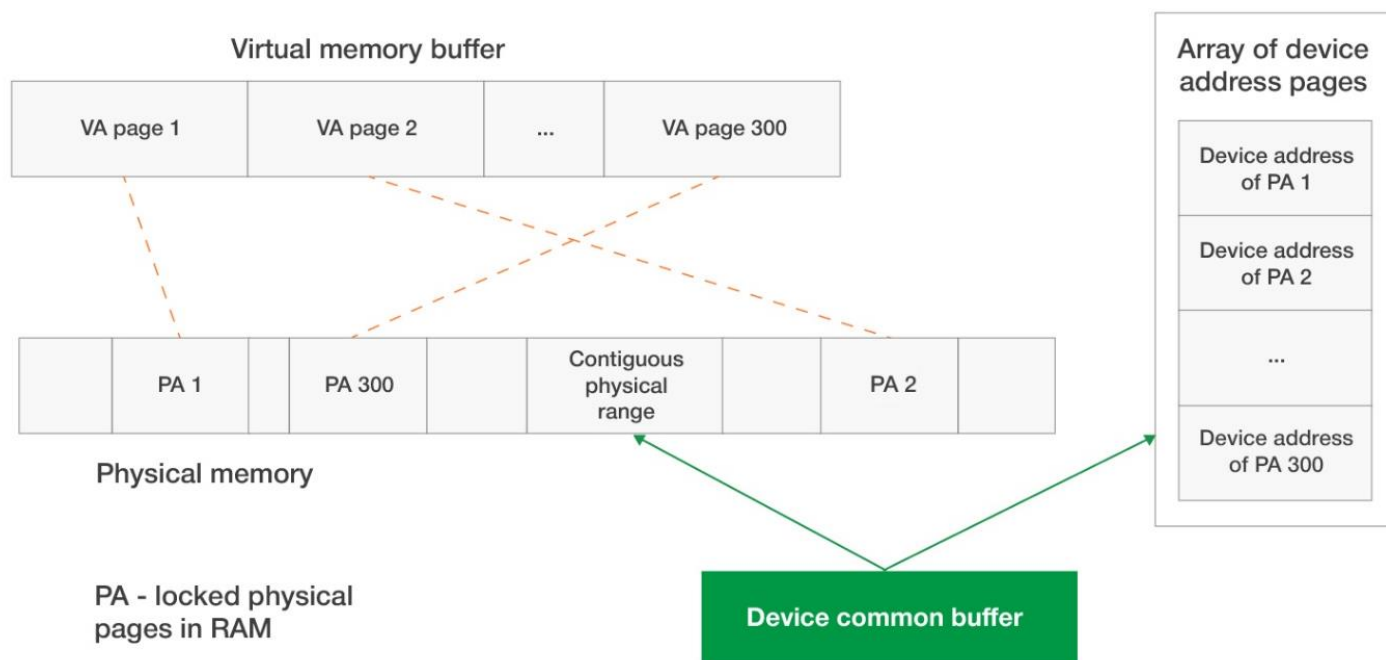 Virtual memory buffer
VA page 1
VA page 2
...
VA page 300
PA 1
PA 300
Contiguous
physical
range
PA 2
Physical memory
PA - locked physical
pages in RAM
Device common buffer
Array of device
address pages
Device address
of PA 1
Device address
of PA 2
...
Device address
of PA 300